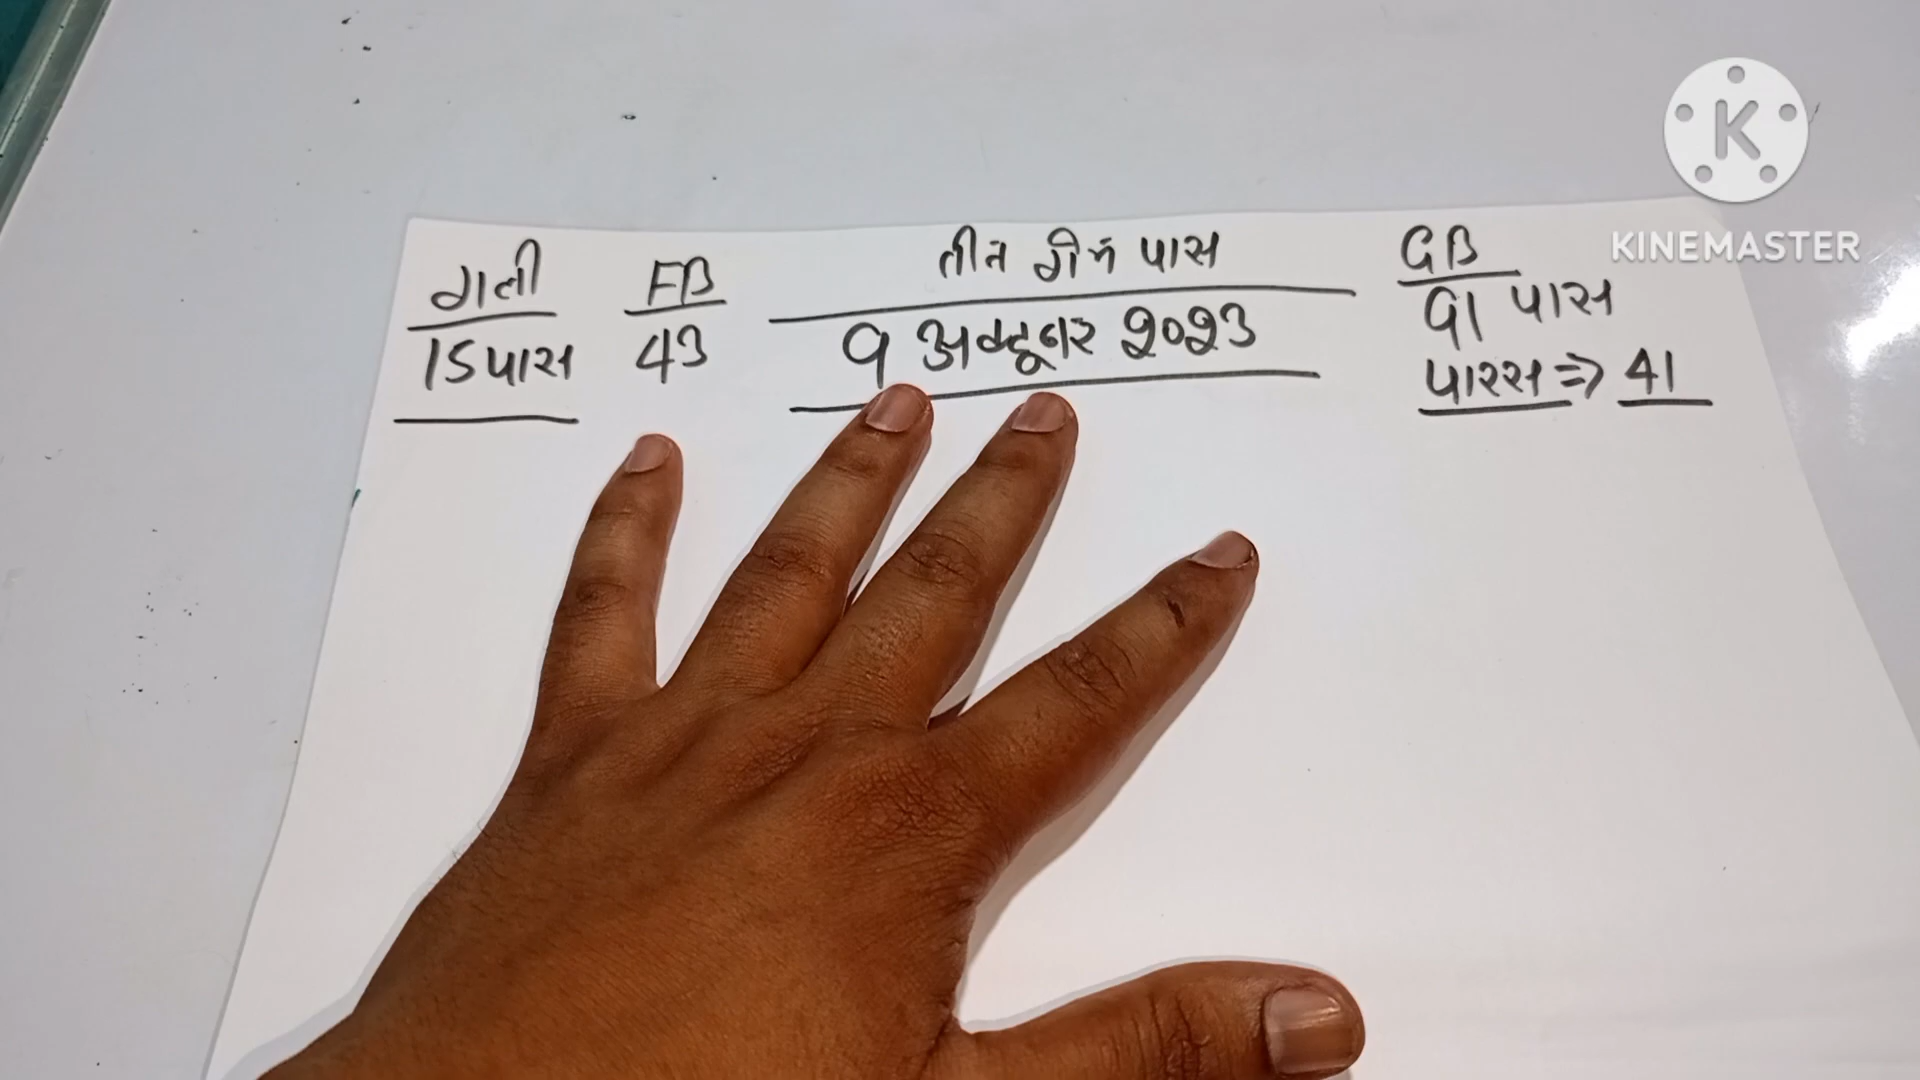 गली
15 पास
FB
43
तीन गेम पास
9 अक्टूबर 2023
GB
91 पास
पारस => 41
KINEMASTER